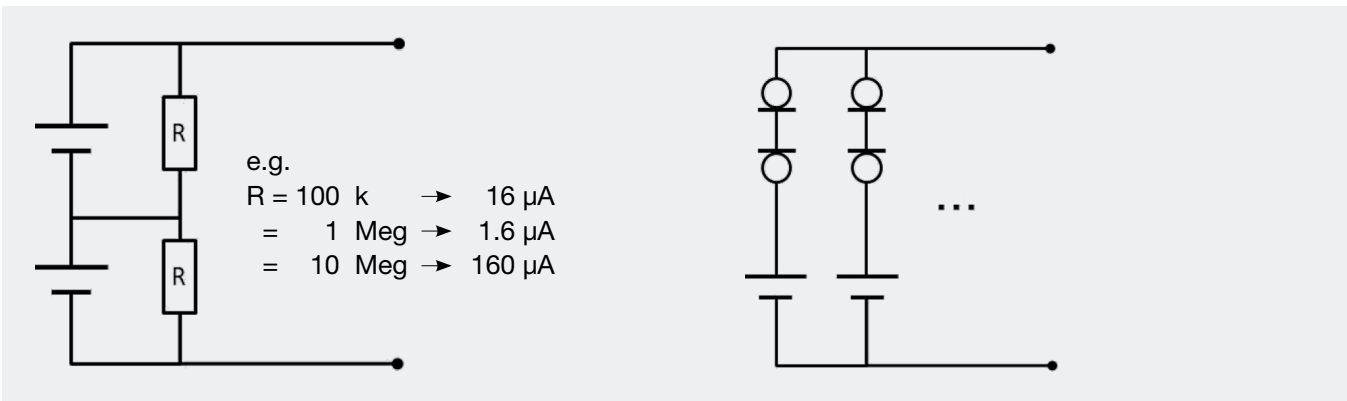 R
e.g.
R = 100 k → 16 µA
= 1 Meg → 1.6 µA
= 10 Meg → 160 µA
R
...